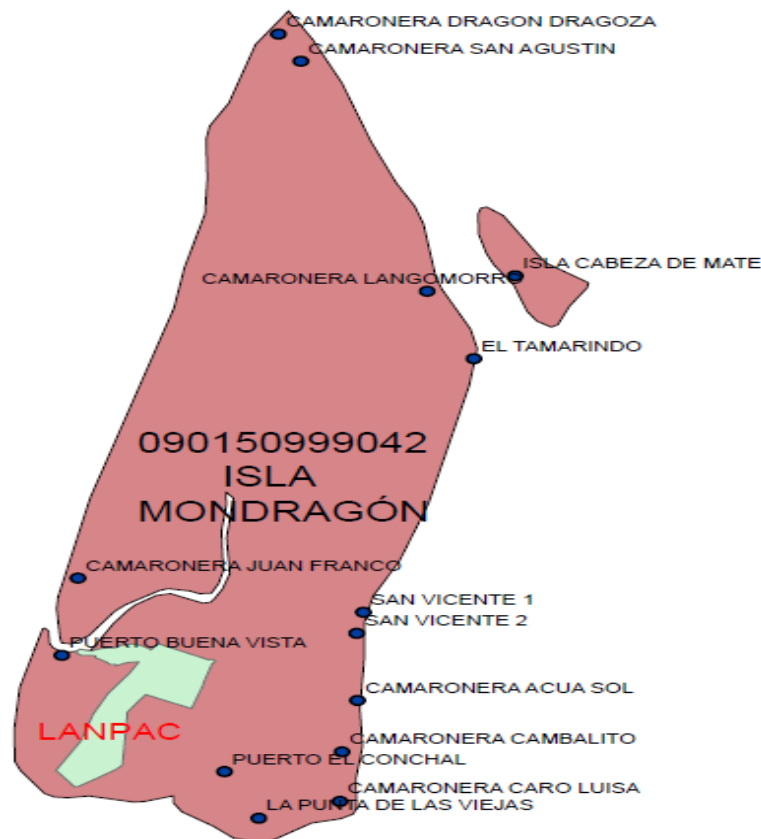 CAMARONERA DRAGON DRAGOZA
CAMARONERA SAN AGUSTIN
ISLA CABEZA DE MATE
CAMARONERA LANGOMORRO
EL TAMARINDO
090150999042
ISLA
MONDRAGÓN
CAMARONERA JUAN FRANCO
SAN VICENTE 1
SAN VICENTE 2
PUERTO BUENA VISTA
CAMARONERA ACUA SOL
LANPAC
CAMARONERA CAMBALITO
PUERTO EL CONCHAL
CAMARONERA CARO LUISA
LA PUNTA DE LAS VIEJAS